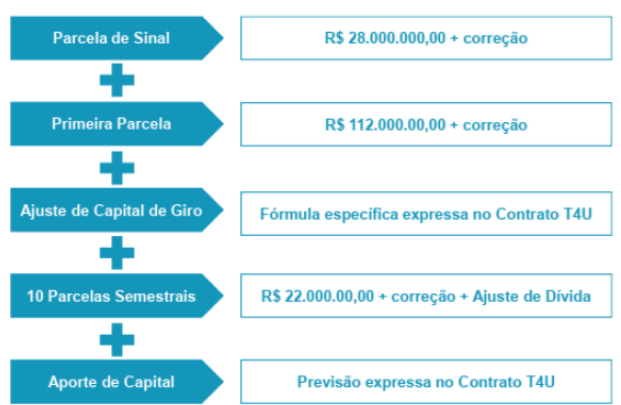 Parcela de Sinal
R$ 28.000.000,00 + correção
Primeira Parcela
R$ 112.000.00,00 + correção
Ajuste de Capital de Giro
Fórmula específica expressa no Contrato T4U
10 Parcelas Semestrais
R$ 22.000.00,00 + correção + Ajuste de Dívida
Aporte de Capital
Previsão expressa no Contrato T4U